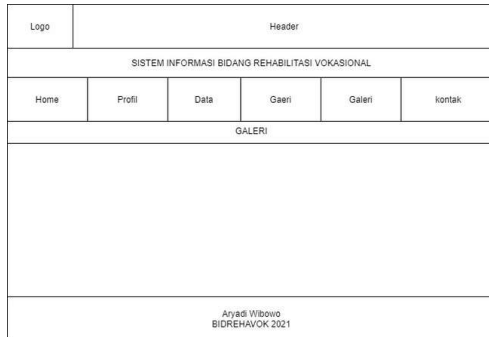 Logo Header
SISTEM INFORMASI BIDANG REHABILITASI VOKASIONAL
Home Profil Data Gaeri Galeri kontak
GALERI
Aryadi Wibowo
BIDREHAVOK 2021